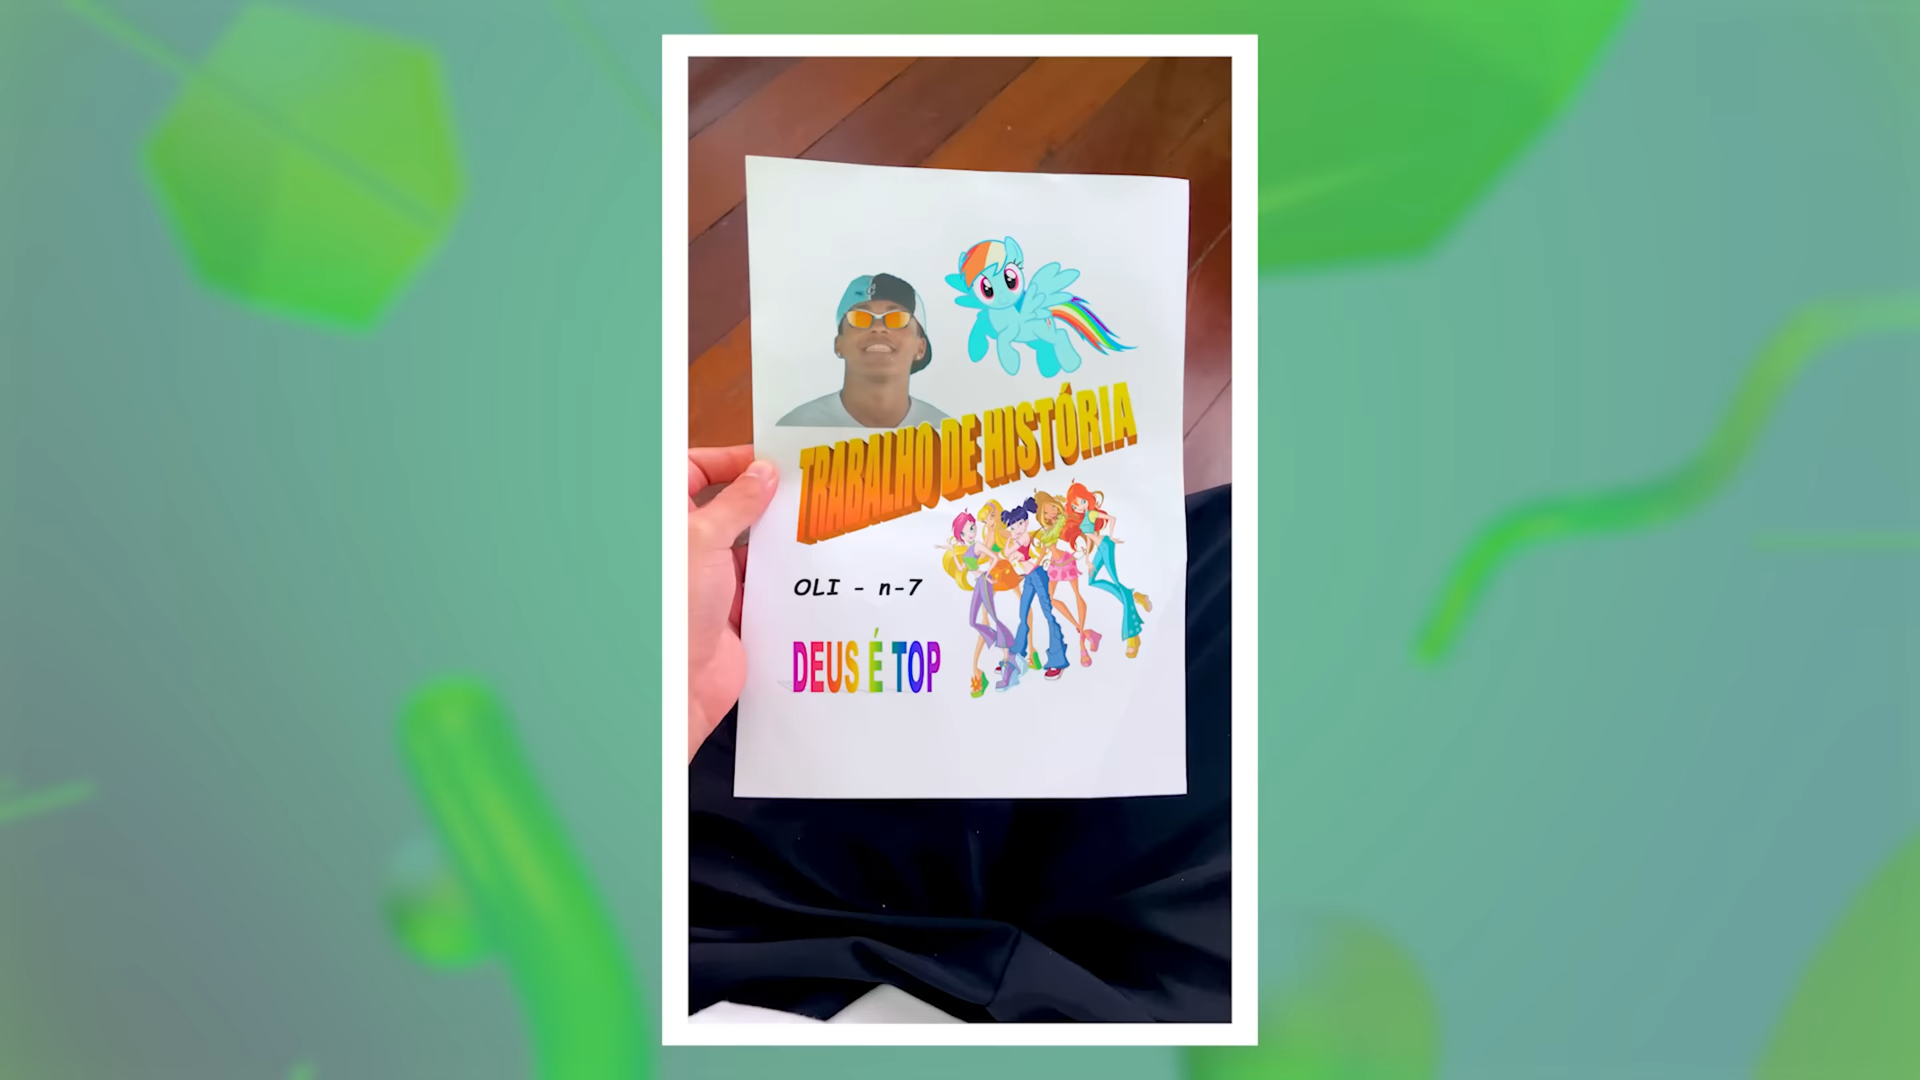 TRABALHO DE HISTÓRIA
OLI - n-7
DEUS É TOP